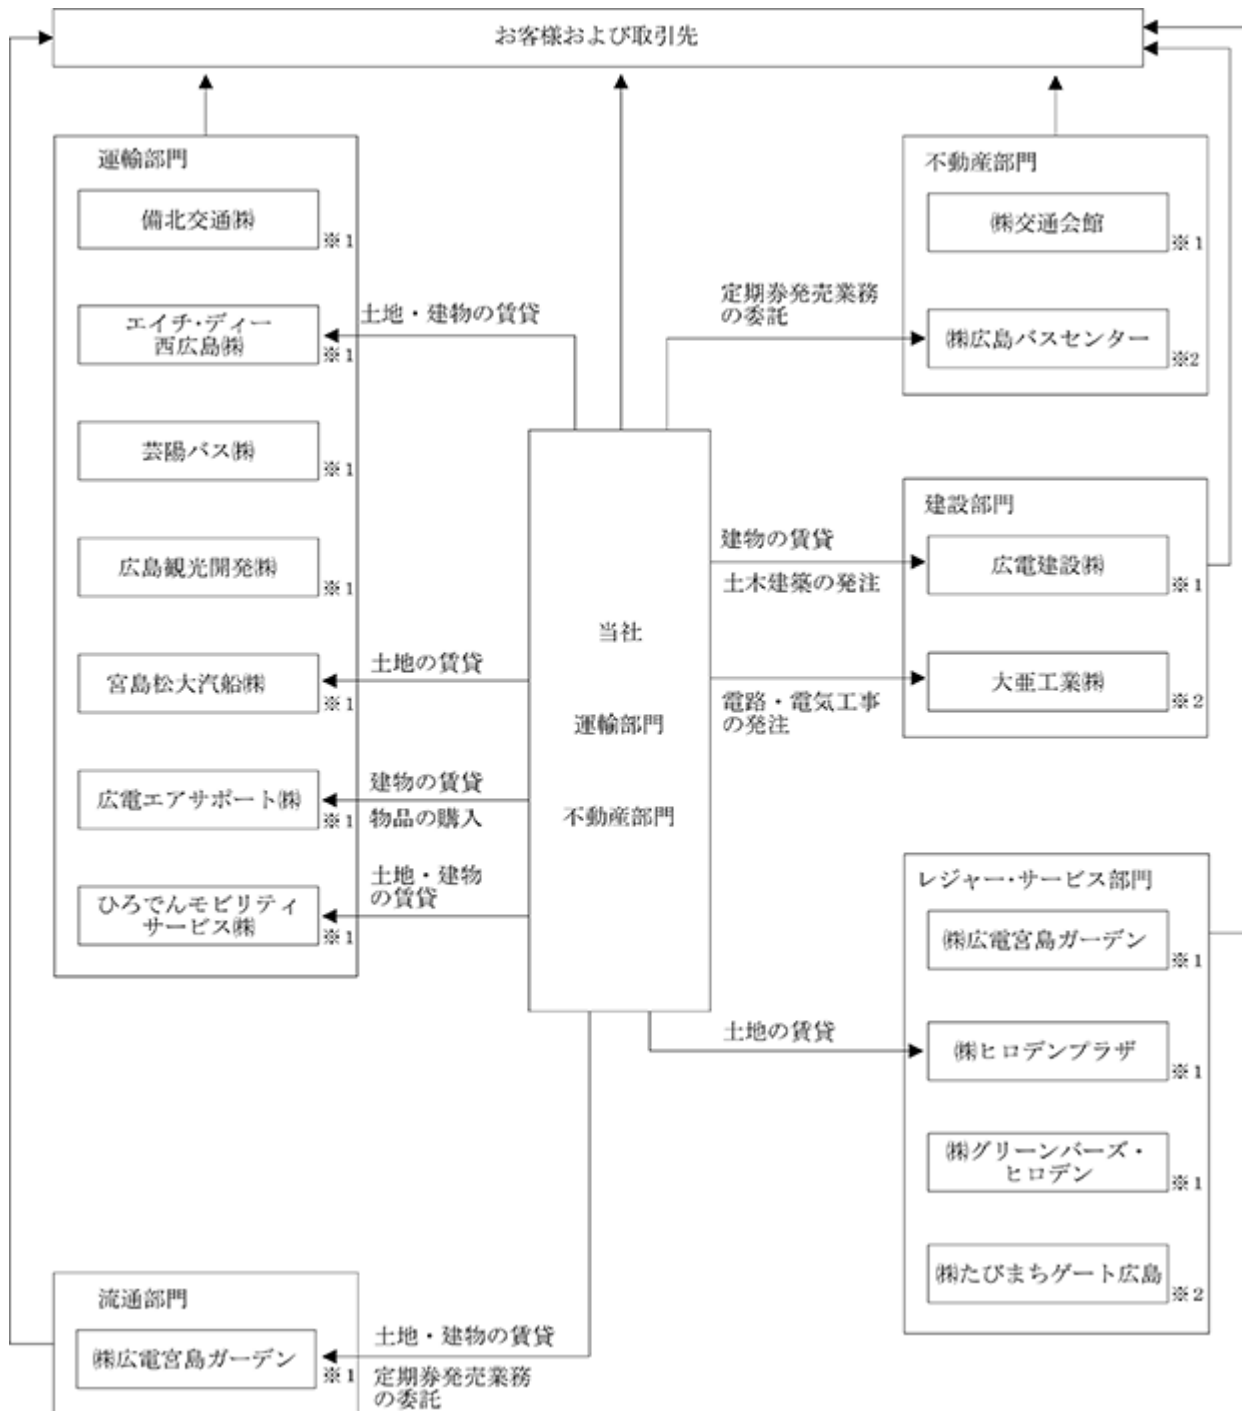 お客様および取引先
運輸部門
備北交通㈱
※1
エイチ・ディー
西広島㈱
※1
芸陽バス㈱
※1
広島観光開発㈱
※1
宮島松大汽船㈱
※1
広電エアサポート㈱
※1
ひろでんモビリティ
サービス㈱
※1
土地・建物の賃貸
土地の賃貸
建物の賃貸
物品の購入
土地・建物
の賃貸
当社
運輸部門
不動産部門
定期券発売業務
の委託
建物の賃貸
土木建築の発注
電路・電気工事
の発注
土地の賃貸
不動産部門
㈱交通会館
※1
㈱広島バスセンター
※2
建設部門
広電建設㈱
※1
大亜工業㈱
※2
レジャー・サービス部門
㈱広電宮島ガーデン
※1
㈱ヒロデンプラザ
※1
㈱グリーンバーズ・
ヒロデン
※1
㈱たびまちゲート広島
※2
流通部門
㈱広電宮島ガーデン
※1
土地・建物の賃貸
定期券発売業務
の委託